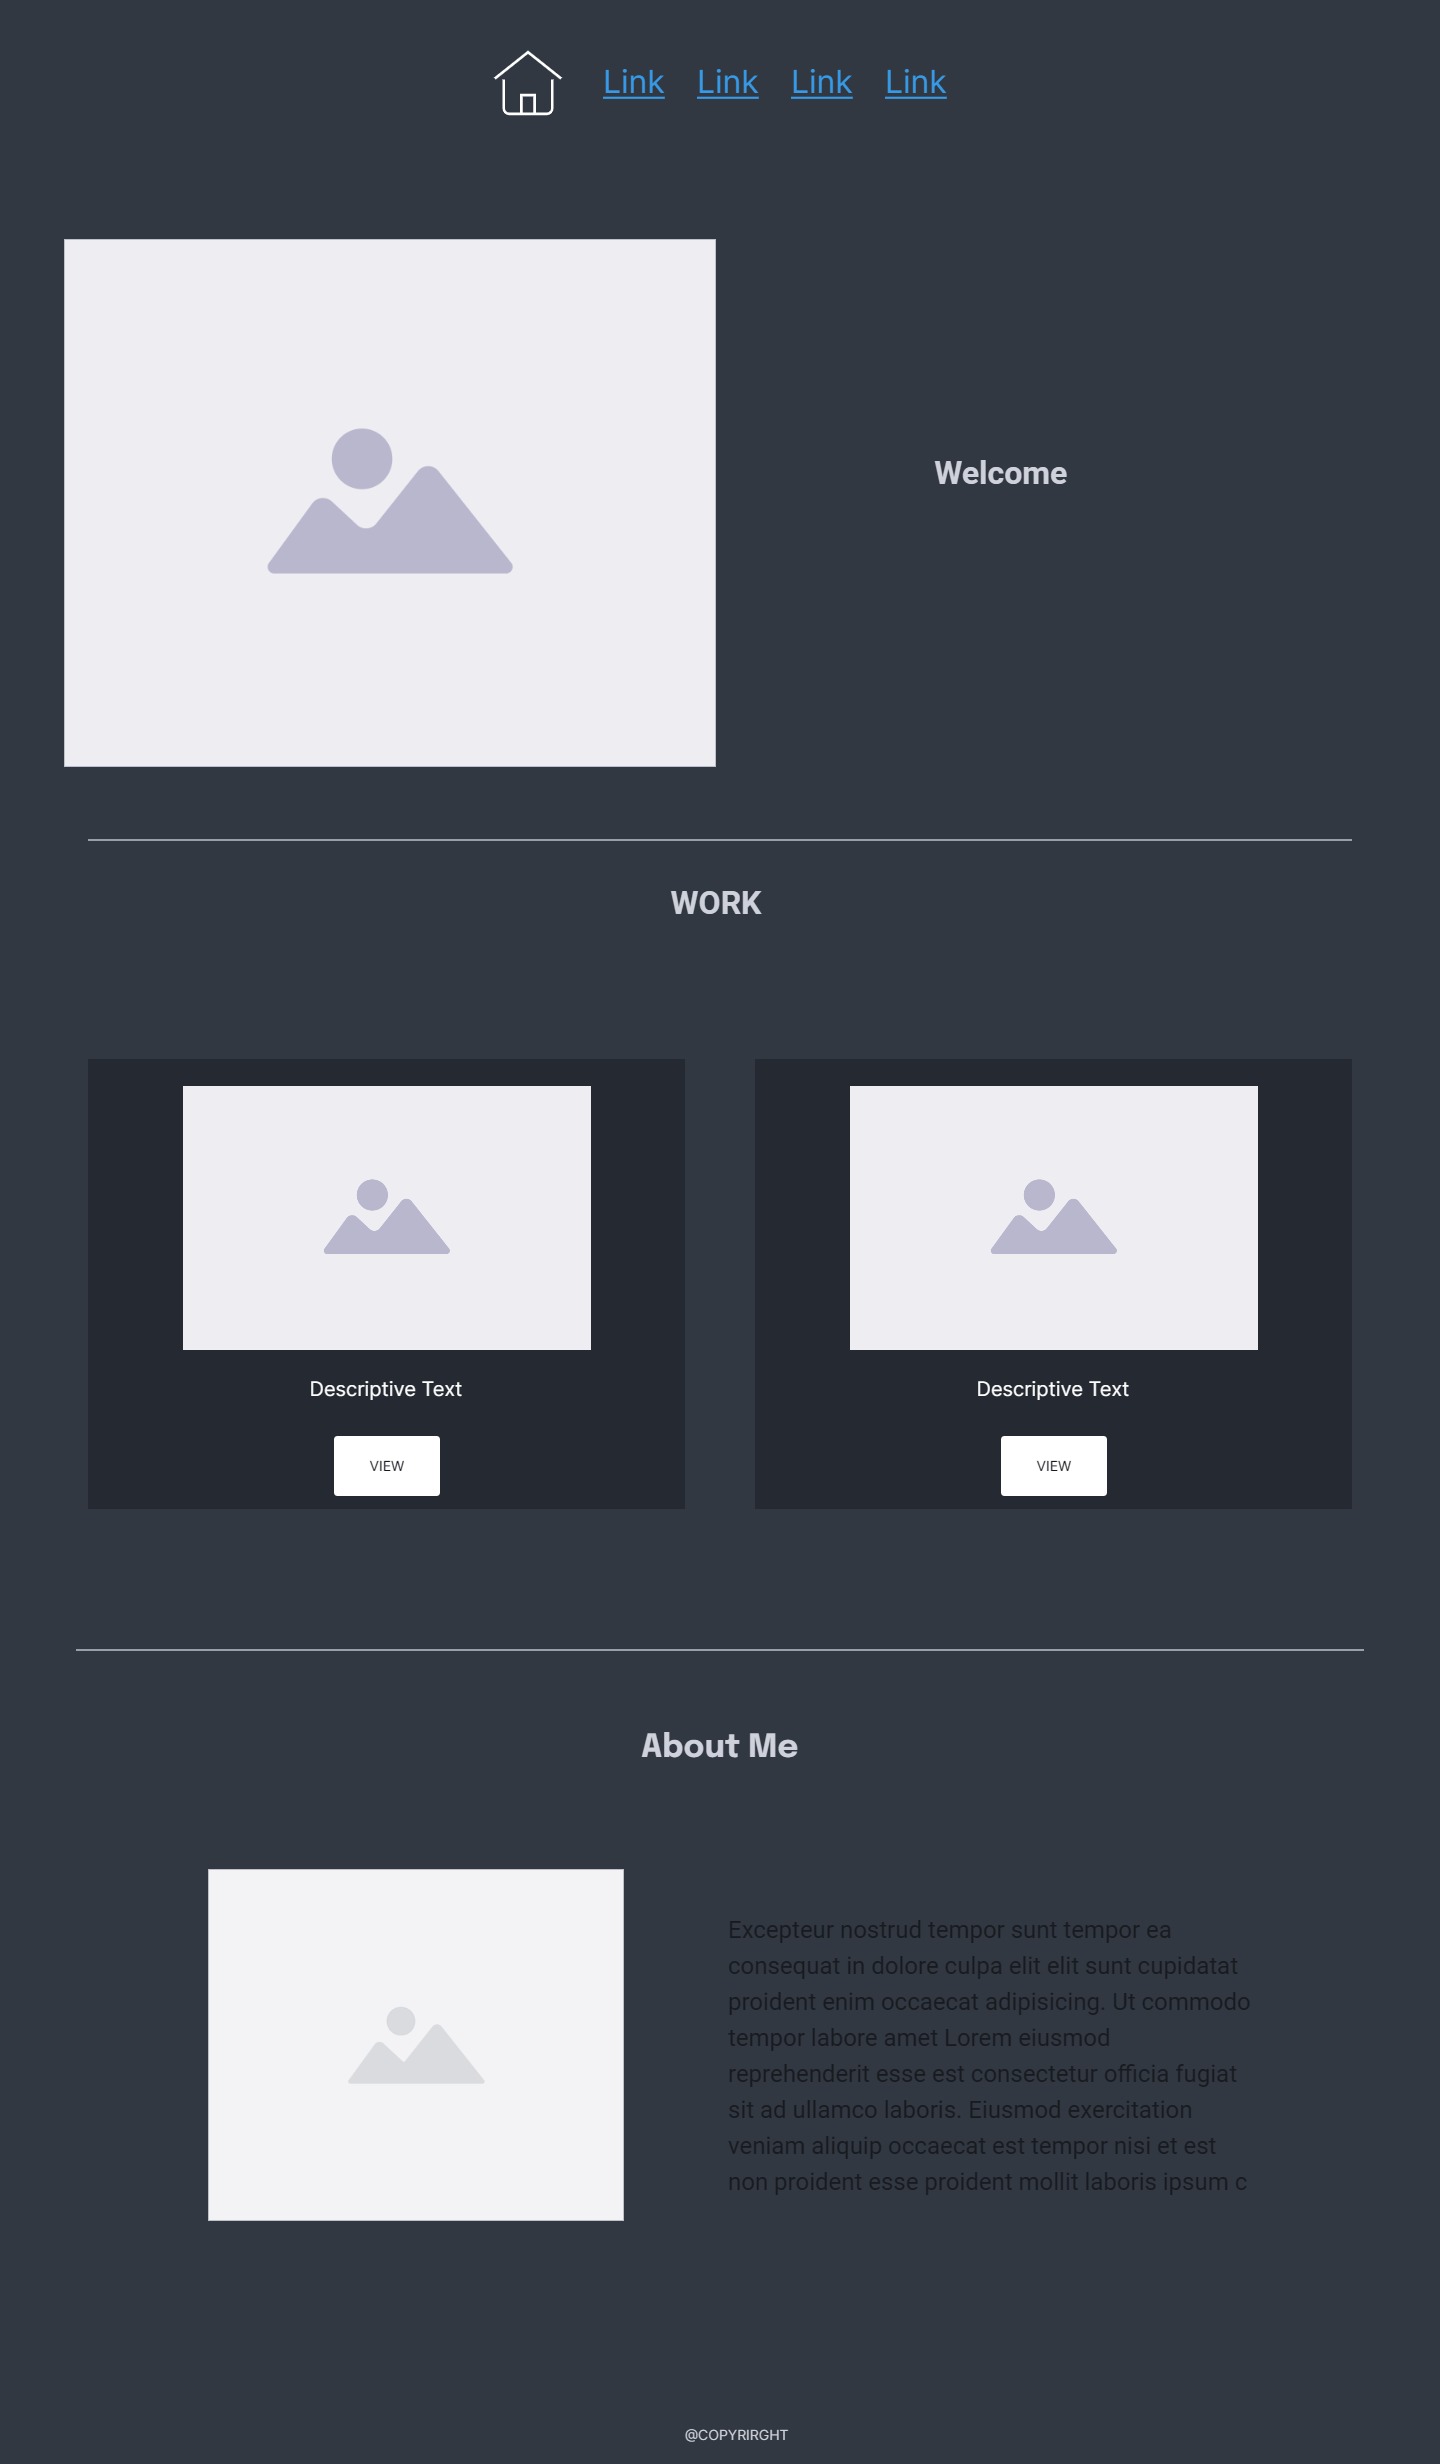 Link Link Link Link
Welcome
WORK
Descriptive Text
VIEW
Descriptive Text
VIEW
About Me
Excepteur nostrud tempor sunt tempor ea
consequat in dolore culpa elit elit sunt cupidatat
proident enim occaecat adipisicing. Ut commodo
tempor labore amet Lorem eiusmod
reprehenderit esse est consectetur officia fugiat
sit ad ullamco laboris. Eiusmod exercitation
veniam aliquip occaecat est tempor nisi et est
non proident esse proident mollit laboris ipsum c
@COPYRIRGHT